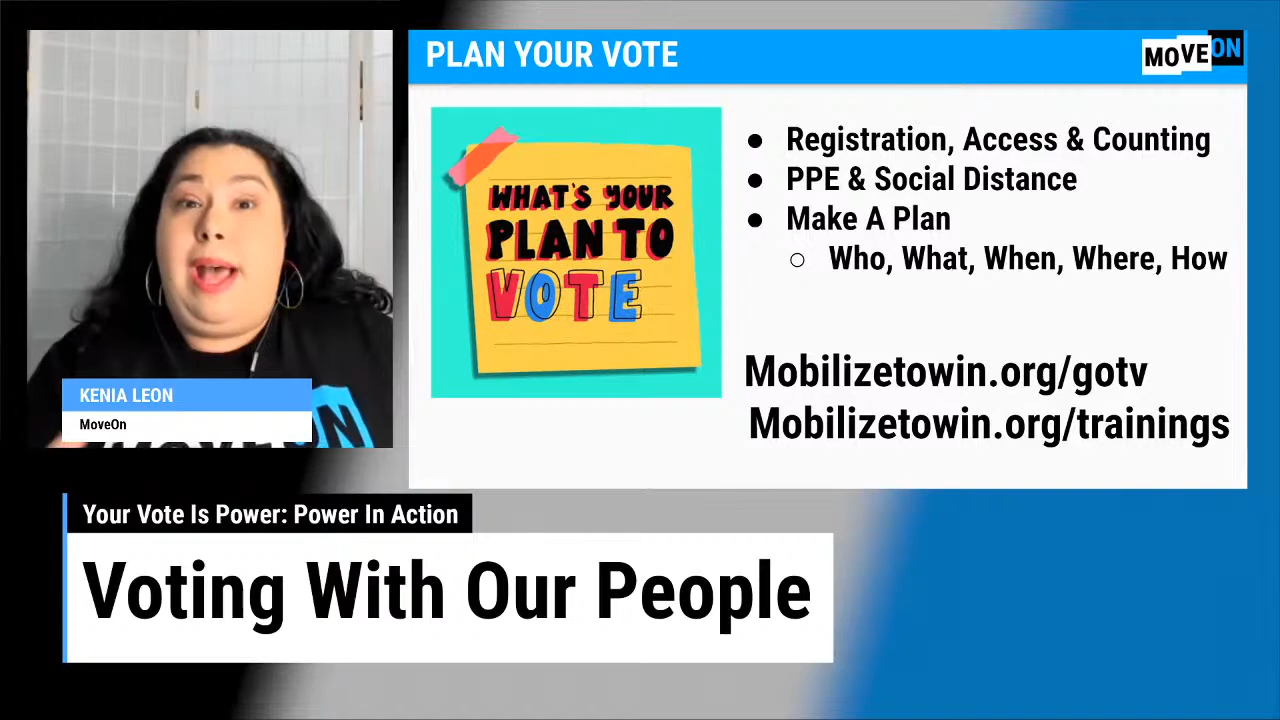 PLAN YOUR VOTE
MOVEON
WHAT'S YOUR
PLAN TO
VOTE
● Registration, Access & Counting
● PPE & Social Distance
● Make A Plan
○ Who, What, When, Where, How
Mobilizetowin.org/gotv
Mobilizetowin.org/trainings
KENIA LEON
MoveOn
MOVEON
Your Vote Is Power: Power In Action
Voting With Our People